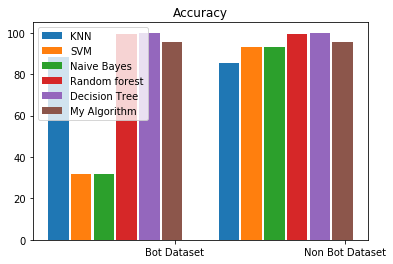 Accuracy
100
80
60
40
20
0
KNN
SVM
Naive Bayes
Random forest
Decision Tree
My Algorithm
Bot Dataset
Non Bot Dataset